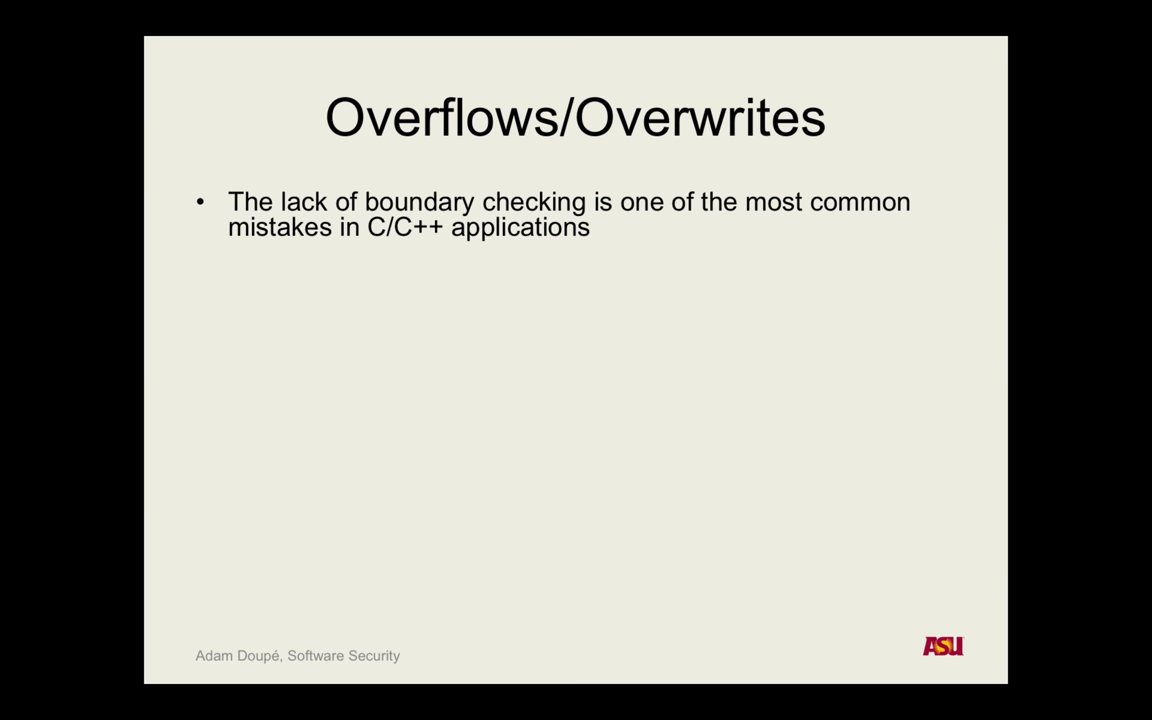 Overflows/Overwrites
• The lack of boundary checking is one of the most common
mistakes in C/C++ applications
Adam Doupé, Software Security
ASU